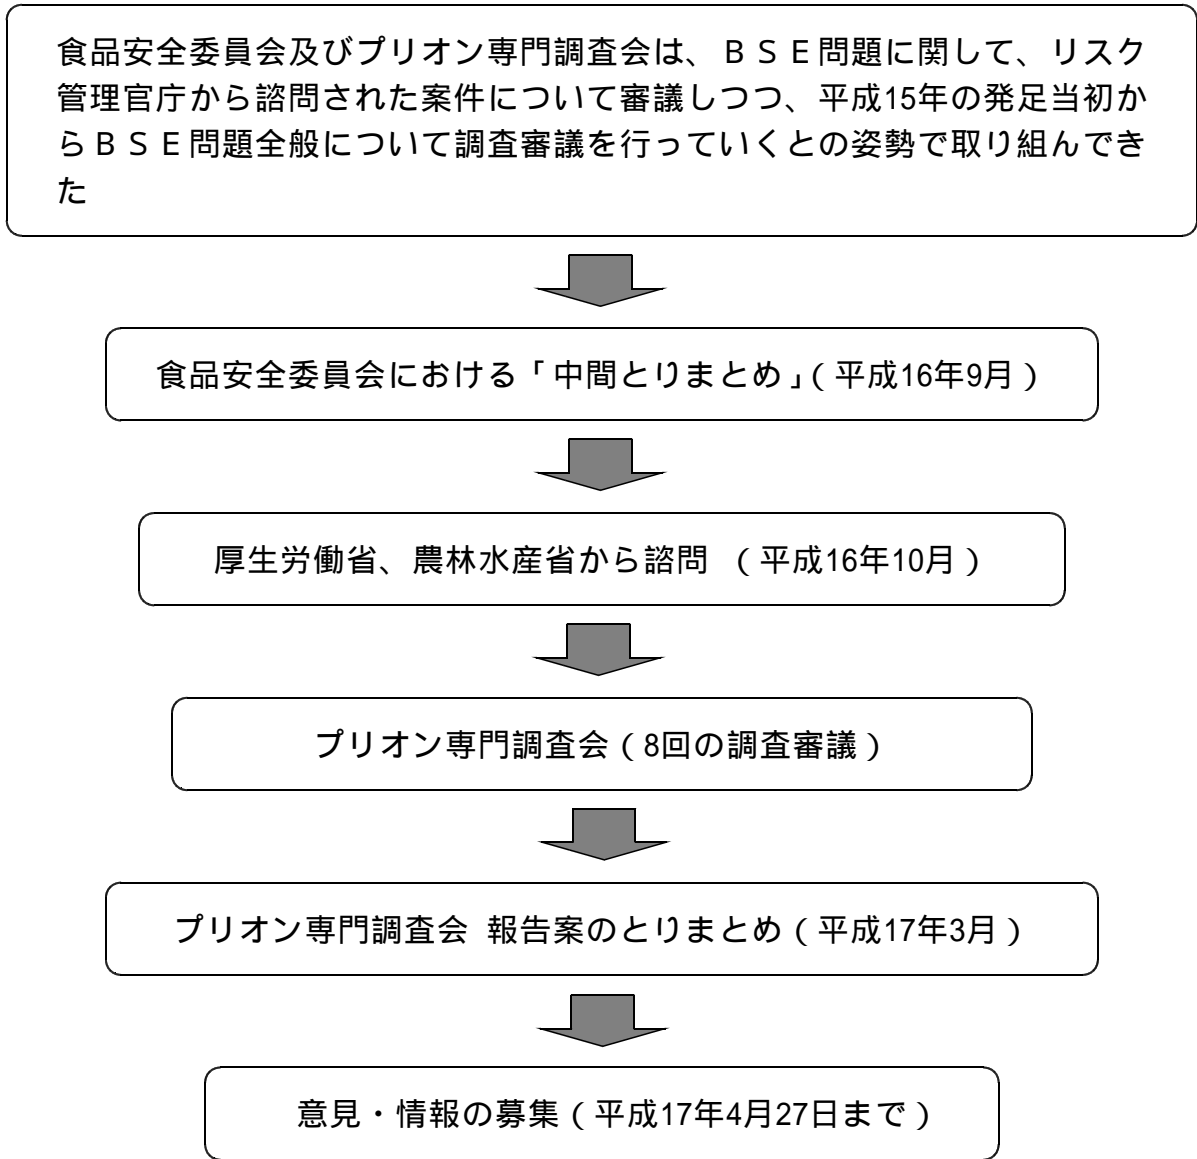 食品安全委員会及びプリオン専門調査会は、ＢＳＥ問題に関して、リスク
管理官庁から諮問された案件について審議しつつ、平成15年の発足当初か
らＢＳＥ問題全般について調査審議を行っていくとの姿勢で取り組んでき
た
食品安全委員会における「中間とりまとめ」（平成16年9月）
厚生労働省、農林水産省から諮問 （平成16年10月）
プリオン専門調査会（8回の調査審議）
プリオン専門調査会 報告案のとりまとめ（平成17年3月）
意見・情報の募集（平成17年4月27日まで）